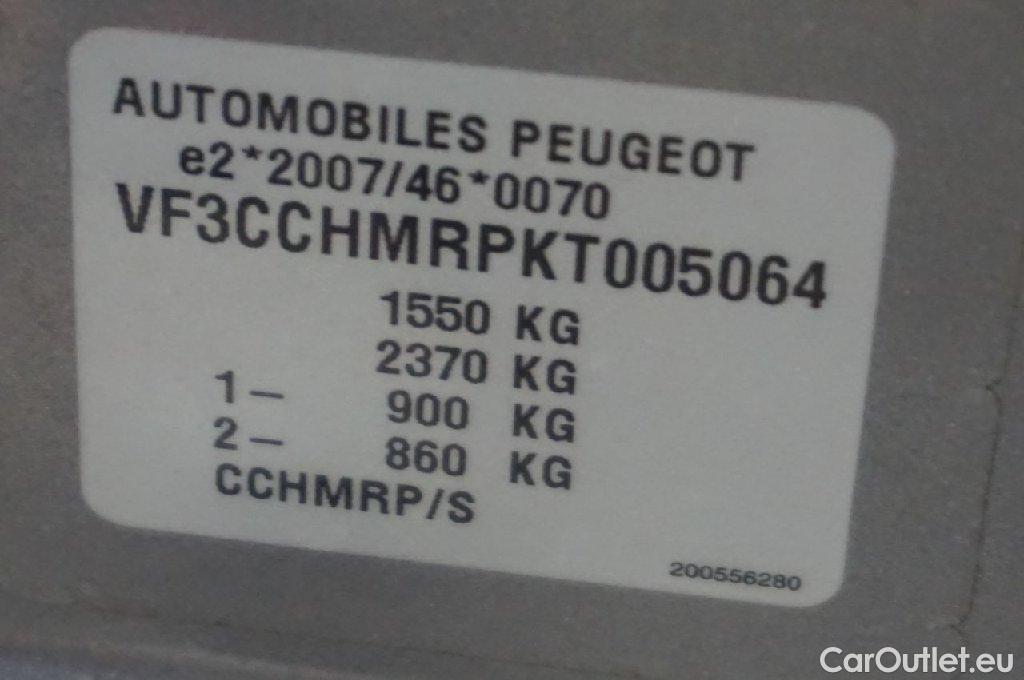 AUTOMOBILES PEUGEOT
e2*2007/46*0070
VF3CCHMRPKT005064
1550 KG
2370 KG
1– 900 KG
2– 860 KG
CCHMRP/S
200556280
CarOutlet.eu